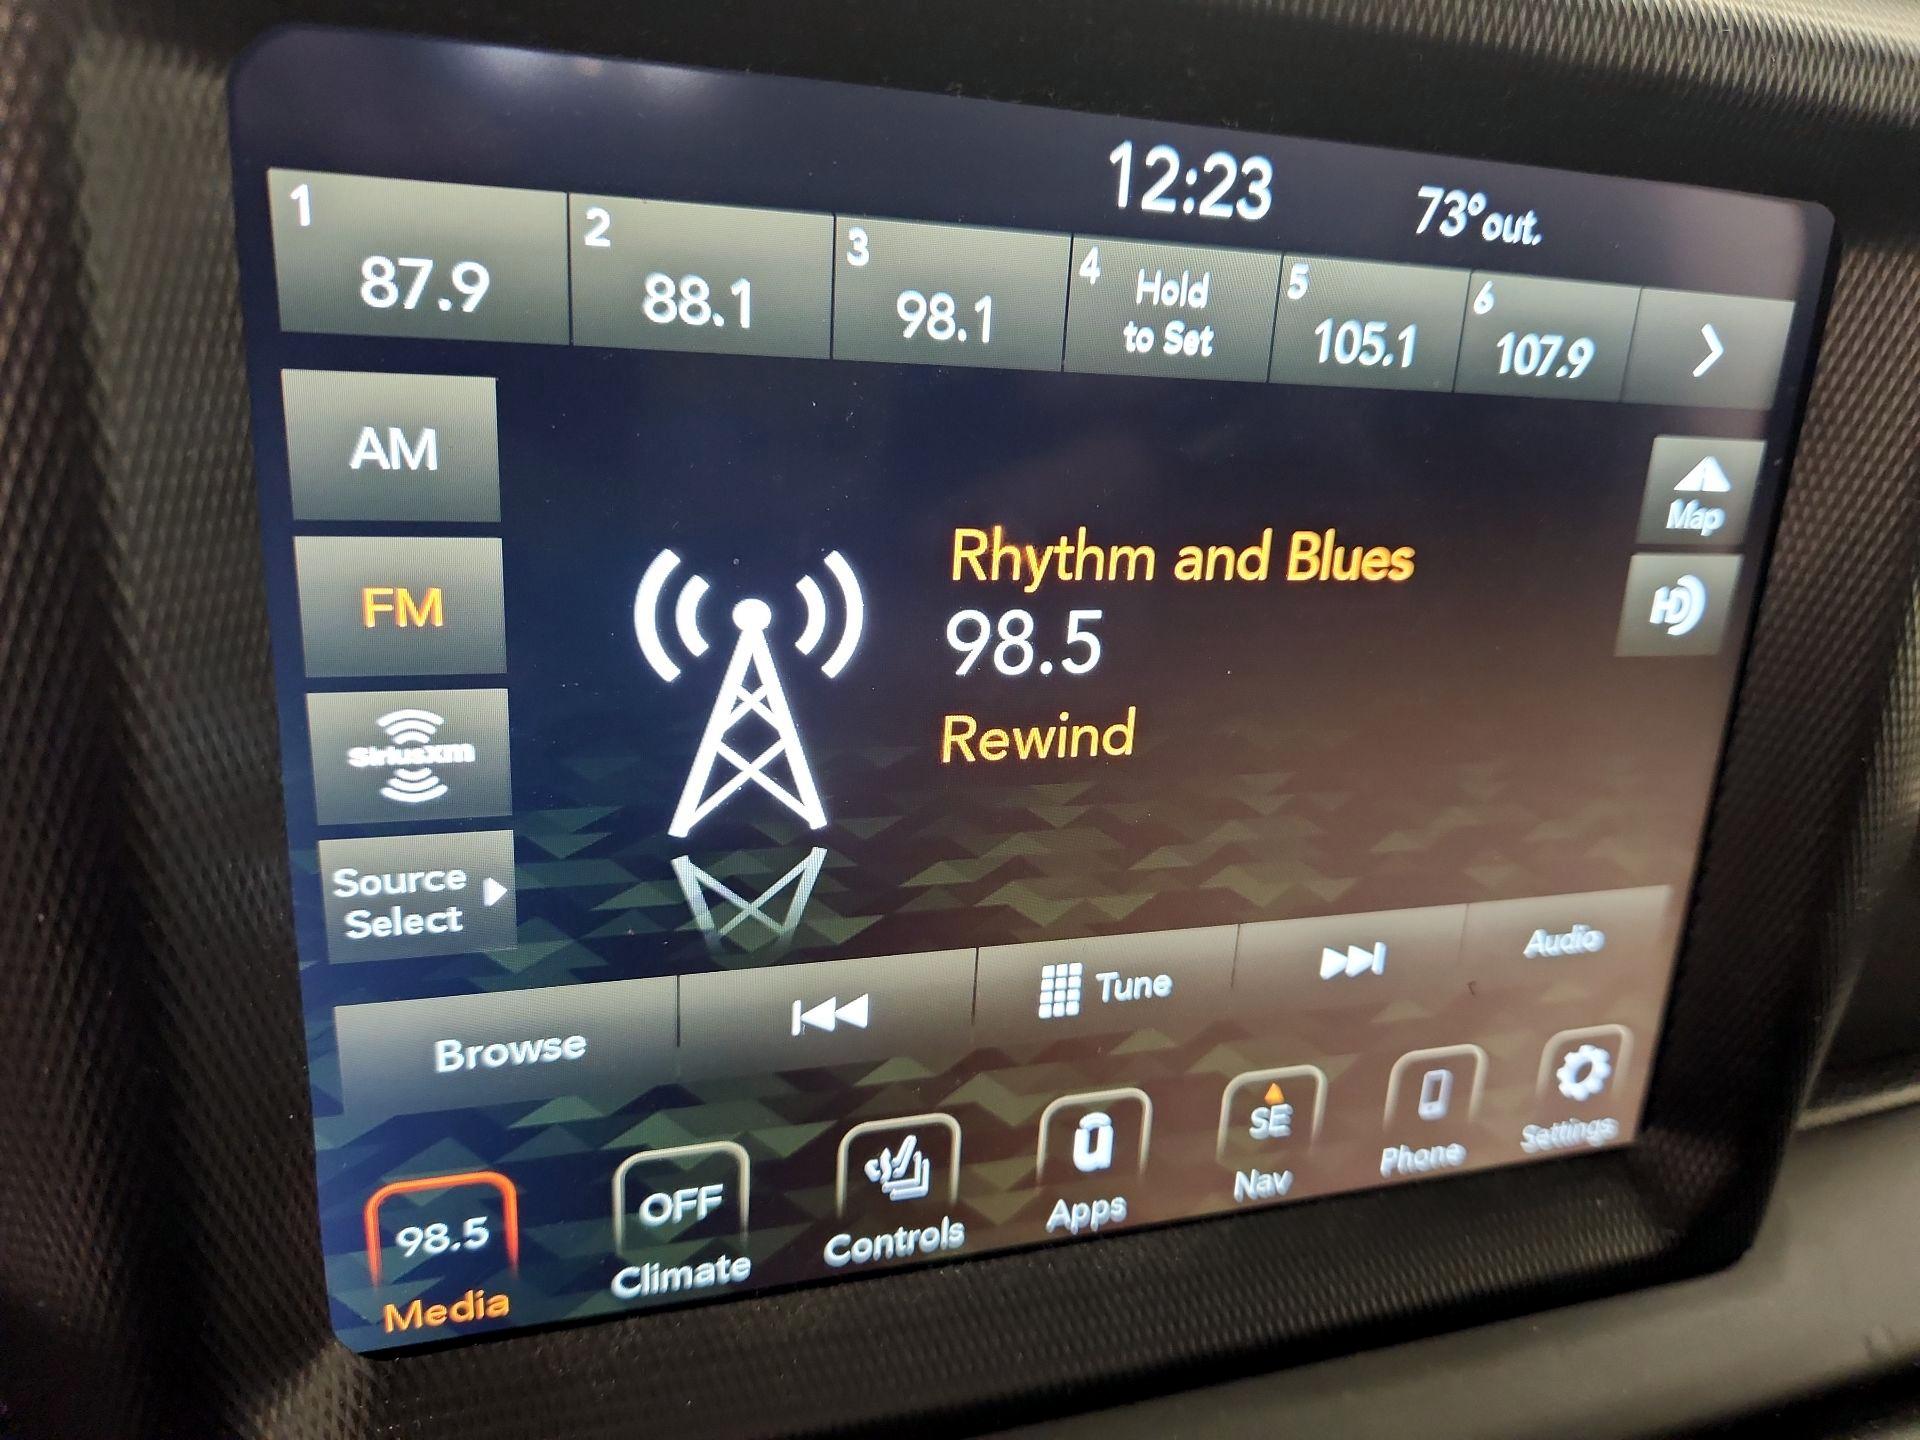 12:23
73°out.
1
87.9
2
88.1
3
98.1
4
Hold
to Set
5
105.1
6
107.9
AM
FM
SiriusXM
Source
Select
Rhythm and Blues
98.5
Rewind
Map
HD
Browse
Tune
Audio
98.5
Media
OFF
Climate
Controls
Apps
SE
Nav
Phone
Settings